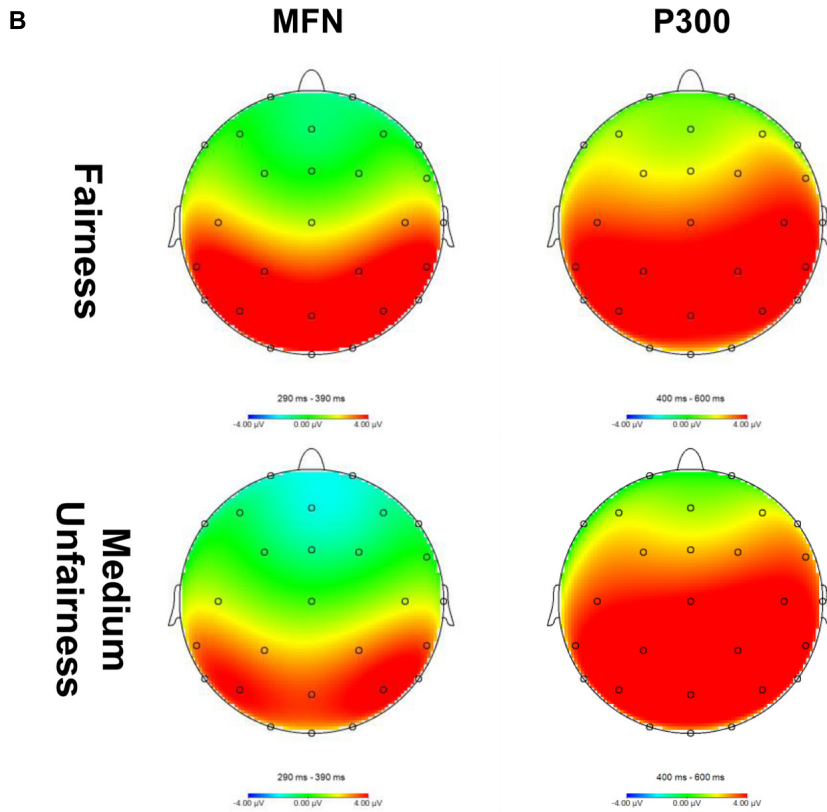 B
MFN
P300
Fairness
290 ms - 390 ms
-4.00 µV 0.00 µV 4.00 µV
400 ms - 600 ms
-4.00 µV 0.00 µV 4.00 µV
Medium
Unfairness
290 ms - 390 ms
-4.00 µV 0.00 µV 4.00 µV
400 ms - 600 ms
-4.00 µV 0.00 µV 4.00 µV